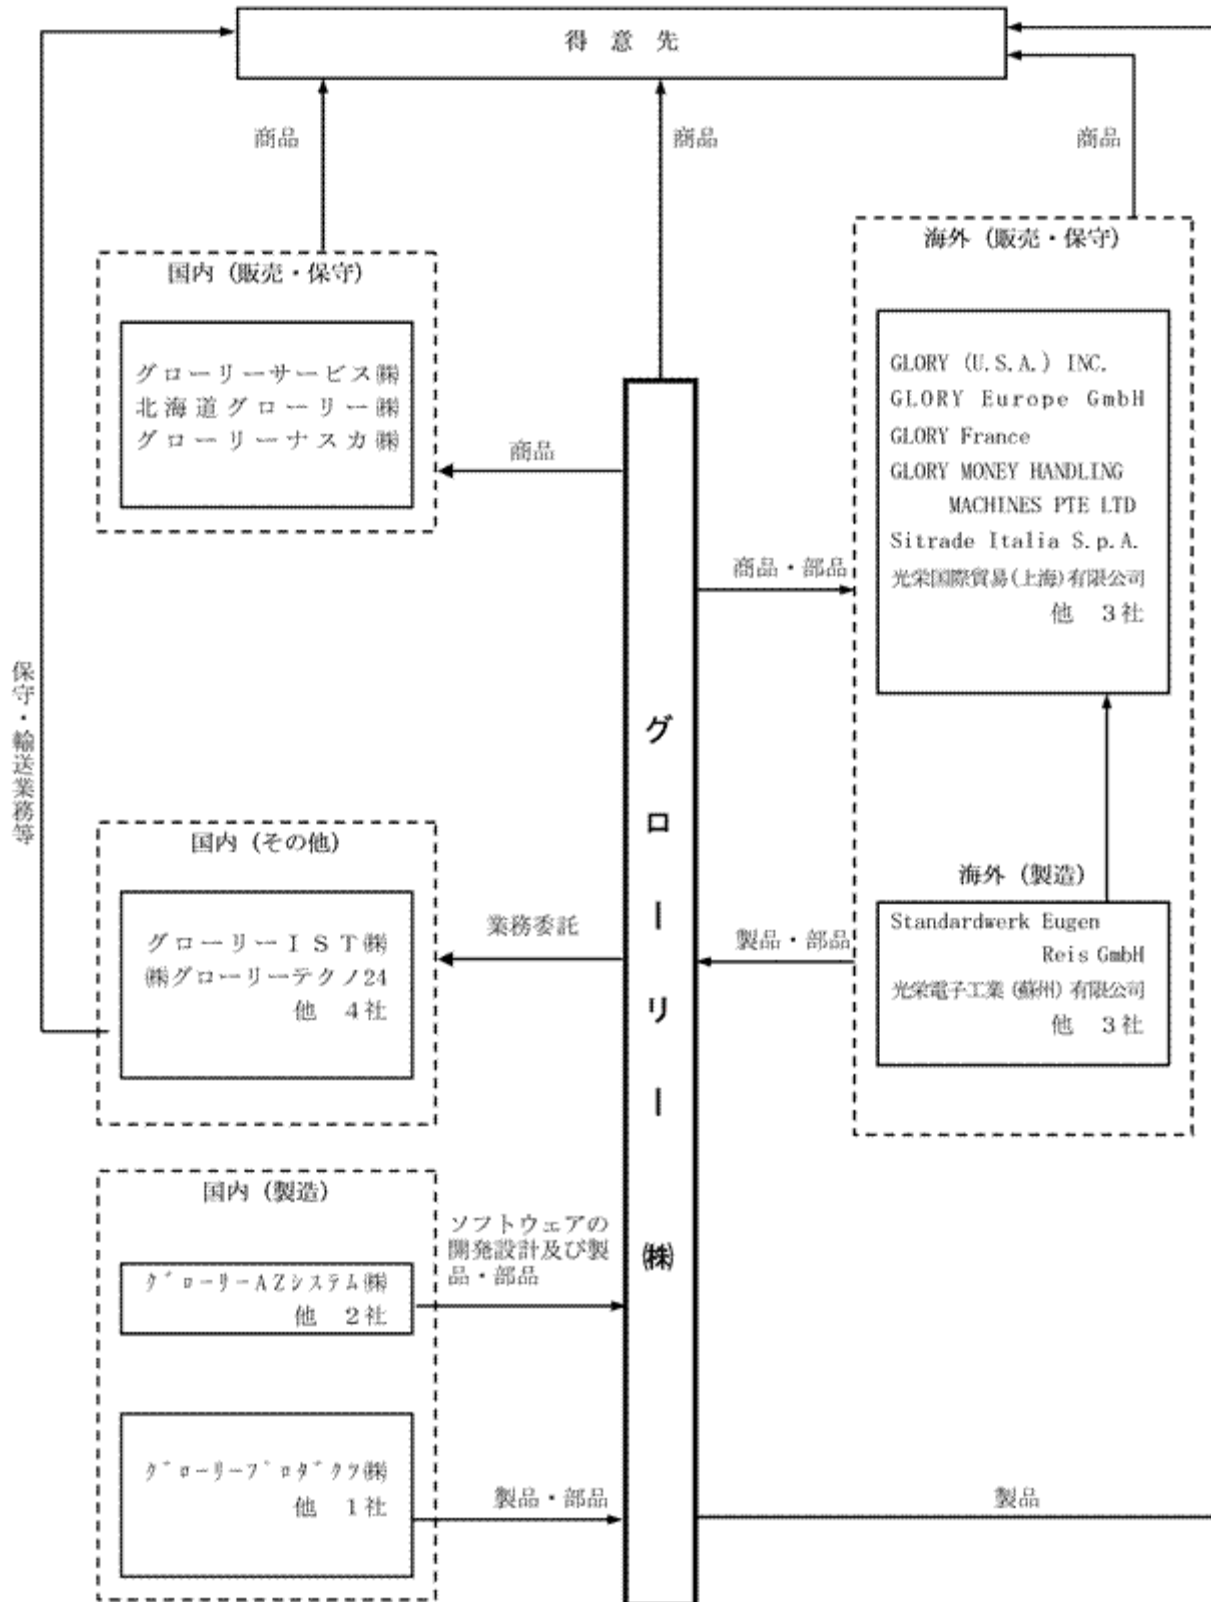 得 意 先
商品
商品
商品
国内（販売・保守）
グローリーサービス㈱
北海道グローリー㈱
グローリーナスカ㈱
海外（販売・保守）
GLORY (U.S.A.) INC.
GLORY Europe GmbH
GLORY France
GLORY MONEY HANDLING
MACHINES PTE LTD
Sitrade Italia S.p.A.
光栄国際貿易(上海)有限公司
他 3社
商品
商品・部品
保守・輸送業務等
グローリー㈱
国内（その他）
グローリーＩＳＴ㈱
㈱グローリーテクノ24
他 4社
業務委託
海外（製造）
Standardwerk Eugen
Reis GmbH
光栄電子工業(蘇州)有限公司
他 3社
製品・部品
国内（製造）
ｸﾞﾛｰﾘｰAZｼｽﾃﾑ㈱
他 2社
ソフトウェアの
開発設計及び製
品・部品
ｸﾞﾛｰﾘｰﾌﾟﾛﾀﾞｸﾂ㈱
他 1社
製品・部品
製品